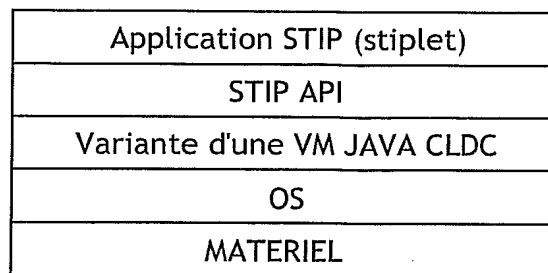 Application STIP (stiplet)
STIP API
Variante d'une VM JAVA CLDC
OS
MATERIEL